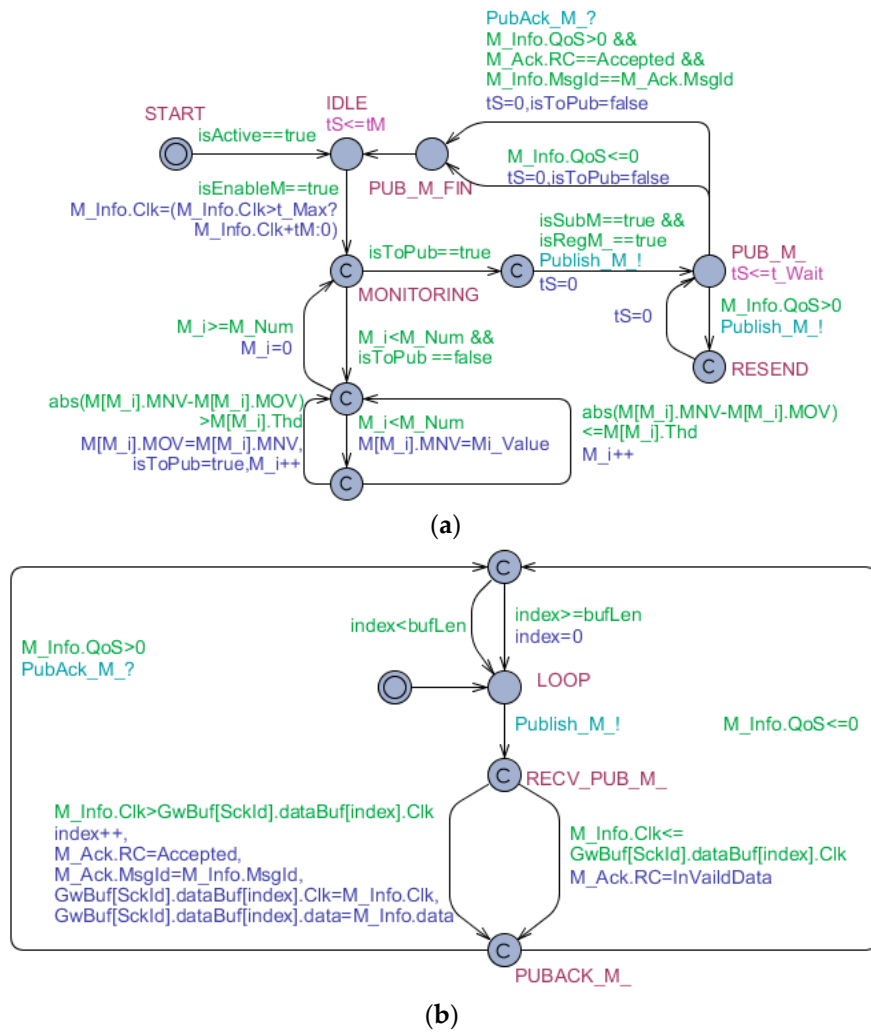 PubAck_M_?
M_Info.QoS>0 &&
M_Ack.RC==Accepted &&
M_Info.MsgId==M_Ack.MsgId
tS=0,isToPub=false
START
IDLE
tS<=tM
isActive==true
PUB_M_FIN
M_Info.QoS<=0
tS=0,isToPub=false
isEnableM==true
M_Info.Clk=(M_Info.Clk>t_Max?
M_Info.Clk+tM:0)
isToPub==true
isSubM==true &&
isRegM_==true
Publish_M_!
tS=0
PUB_M_
tS<=t_Wait
MONITORING
M_i>=M_Num
M_i=0
M_i<M_Num &&
isToPub ==false
tS=0
M_Info.QoS>0
Publish_M_!
C
C
C
C
C
RESEND
abs(M[M_i].MNV-M[M_i].MOV)
>M[M_i].Thd
M[M_i].MOV=M[M_i].MNV,
isToPub=true,M_i++
M_i<M_Num
M[M_i].MNV=Mi_Value
abs(M[M_i].MNV-M[M_i].MOV)
<=M[M_i].Thd
M_i++
(a)
C
index<bufLen
index>=bufLen
index=0
M_Info.QoS>0
PubAck_M_?
LOOP
Publish_M_!
M_Info.QoS<=0
C
RECV_PUB_M_
M_Info.Clk>GwBuf[SckId].dataBuf[index].Clk
index++,
M_Ack.RC=Accepted,
M_Ack.MsgId=M_Info.MsgId,
GwBuf[SckId].dataBuf[index].Clk=M_Info.Clk,
GwBuf[SckId].dataBuf[index].data=M_Info.data
M_Info.Clk<=
GwBuf[SckId].dataBuf[index].Clk
M_Ack.RC=InVaildData
C
PUBACK_M_
(b)